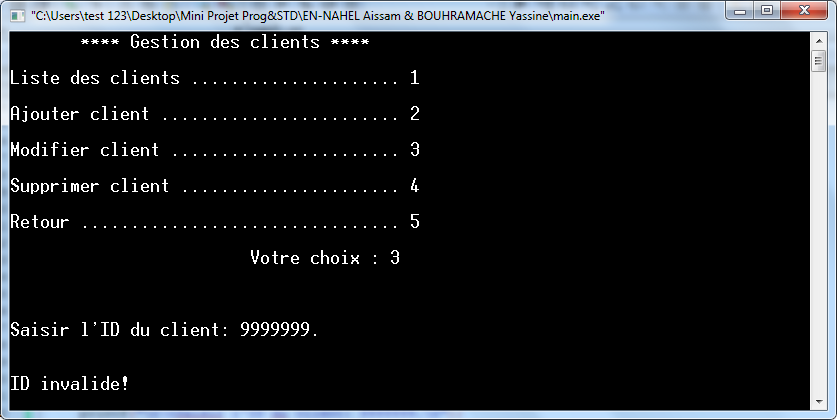 "C:\Users\test 123\Desktop\Mini Projet Prog&STD\EN-NAHEL Aissam & BOUHRAMACHE Yassine\main.exe"
**** Gestion des clients ****
Liste des clients ..................... 1
Ajouter client ........................ 2
Modifier client ....................... 3
Supprimer client ...................... 4
Retour ................................ 5
Votre choix : 3
Saisir l'ID du client: 9999999.
ID invalide!